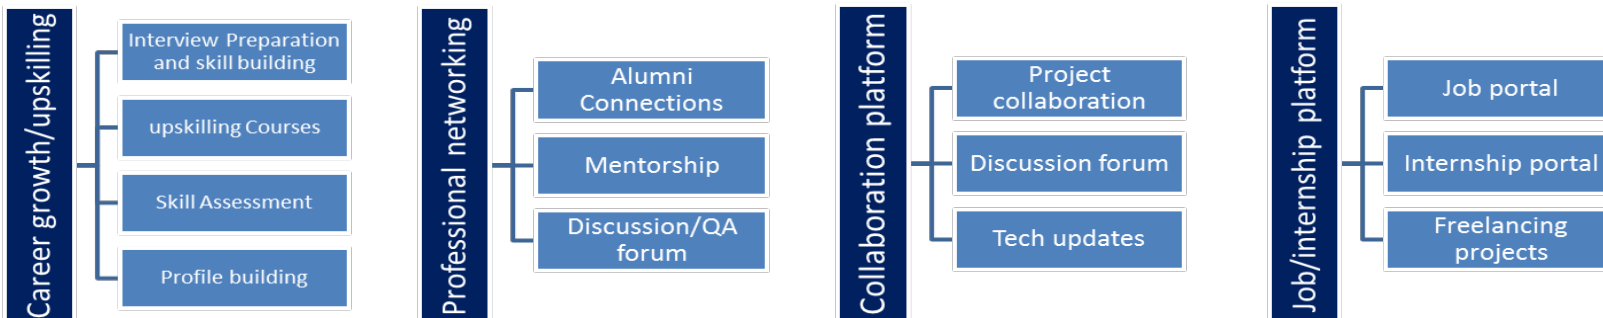 Career growth/upskilling
Interview Preparation
and skill building
upskilling Courses
Skill Assessment
Profile building
Professional networking
Alumni
Connections
Mentorship
Discussion/QA
forum
Collaboration platform
Project
collaboration
Discussion forum
Tech updates
Job/internship platform
Job portal
Internship portal
Freelancing
projects